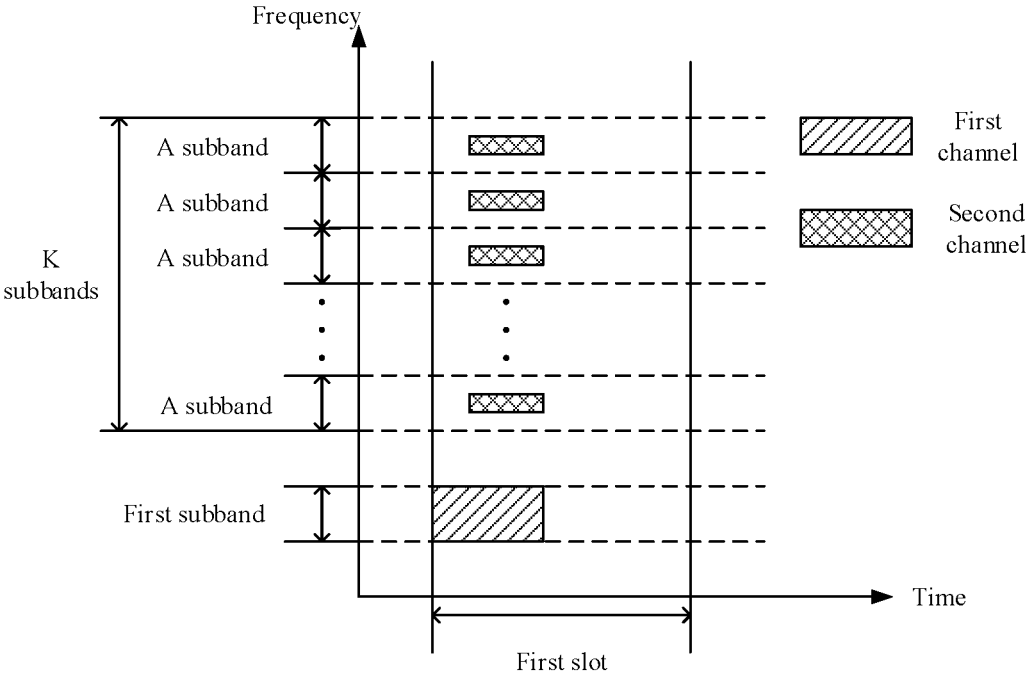 Frequency
A subband
A subband
A subband
K
subbands
A subband
First subband
First
channel
Second
channel
Time
First slot